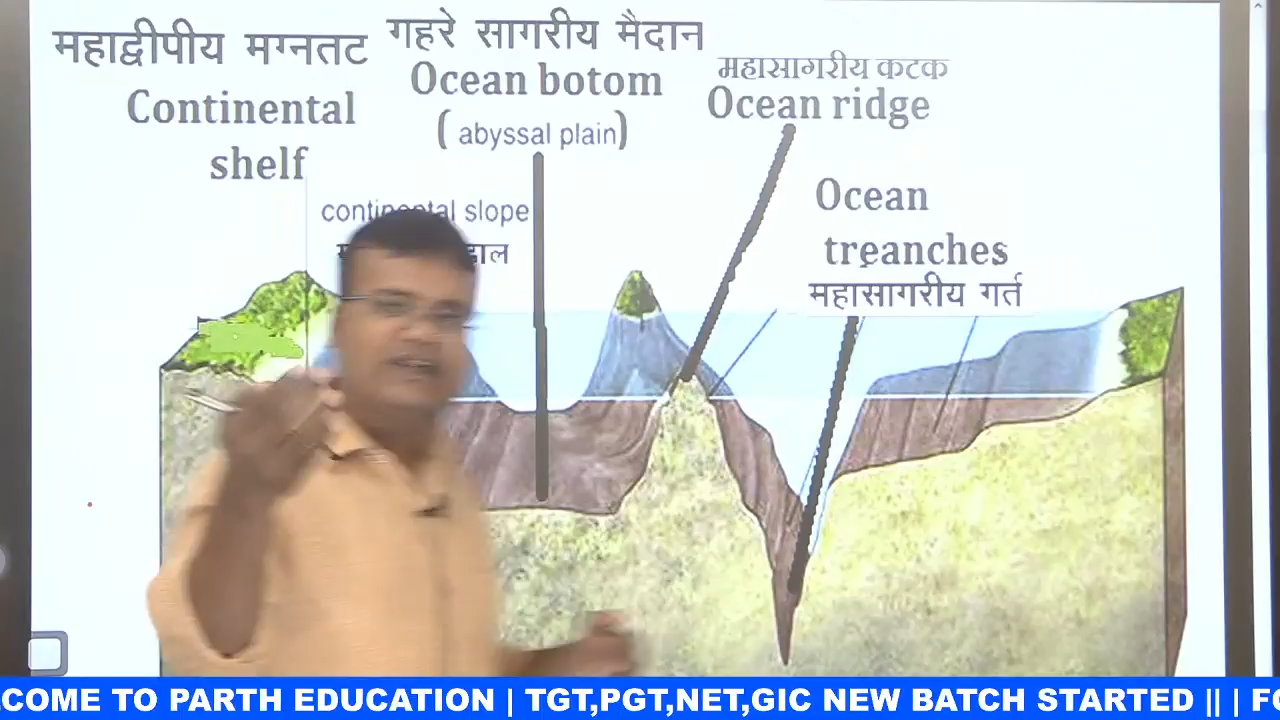 महाद्वीपीय मग्नतट
Continental
shelf
गहरे सागरीय मैदान
Ocean botom
( abyssal plain)
महासागरीय कटक
Ocean ridge
continental slope
Ocean
treanches
महासागरीय गर्त
COME TO PARTH EDUCATION | TGT,PGT,NET,GIC NEW BATCH STARTED || | FO